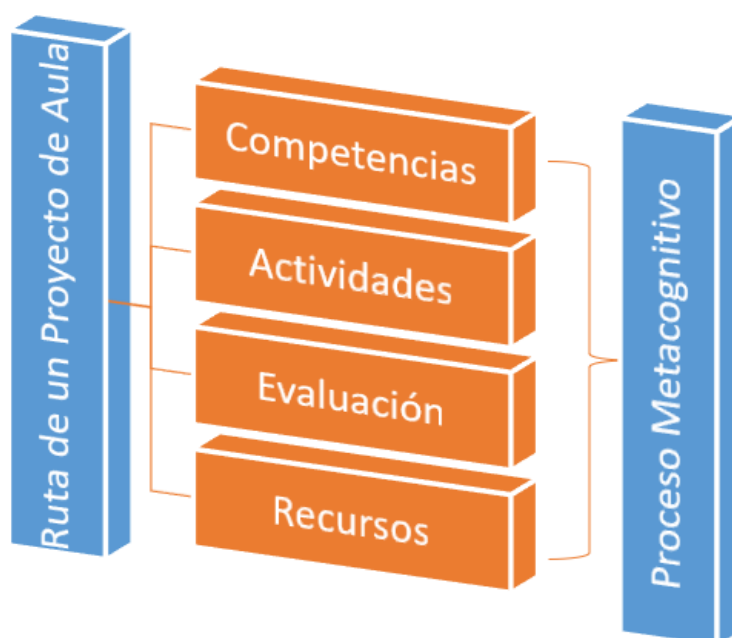 Ruta de un Proyecto de Aula
Competencias
Actividades
Evaluación
Recursos
Proceso Metacognitivo